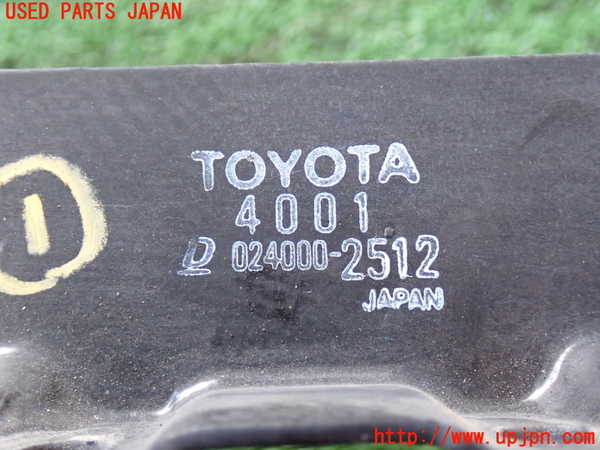 USED PARTS JAPAN
TOYOTA
4001
D 024000-2512
JAPAN
1
http://www.upjpn.com/